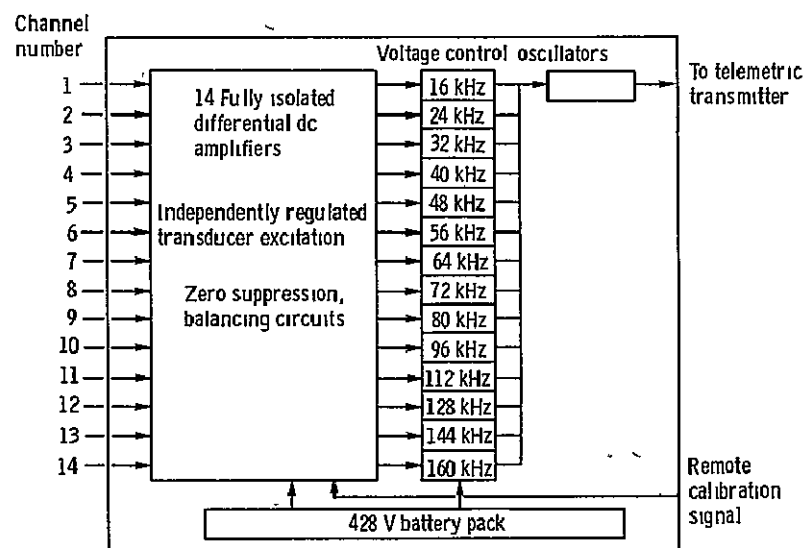 Channel
number
Voltage control oscillators
To telemetric
transmitter
1
2
3
4
5
6
7
8
9
10
11
12
13
14
14 Fully isolated
differential dc
amplifiers
Independently regulated
transducer excitation
Zero suppression,
balancing circuits
16 kHz
24 kHz
32 kHz
40 kHz
48 kHz
56 kHz
64 kHz
72 kHz
80 kHz
96 kHz
112 kHz
128 kHz
144 kHz
160 kHz
Remote
calibration
signal
428 V battery pack